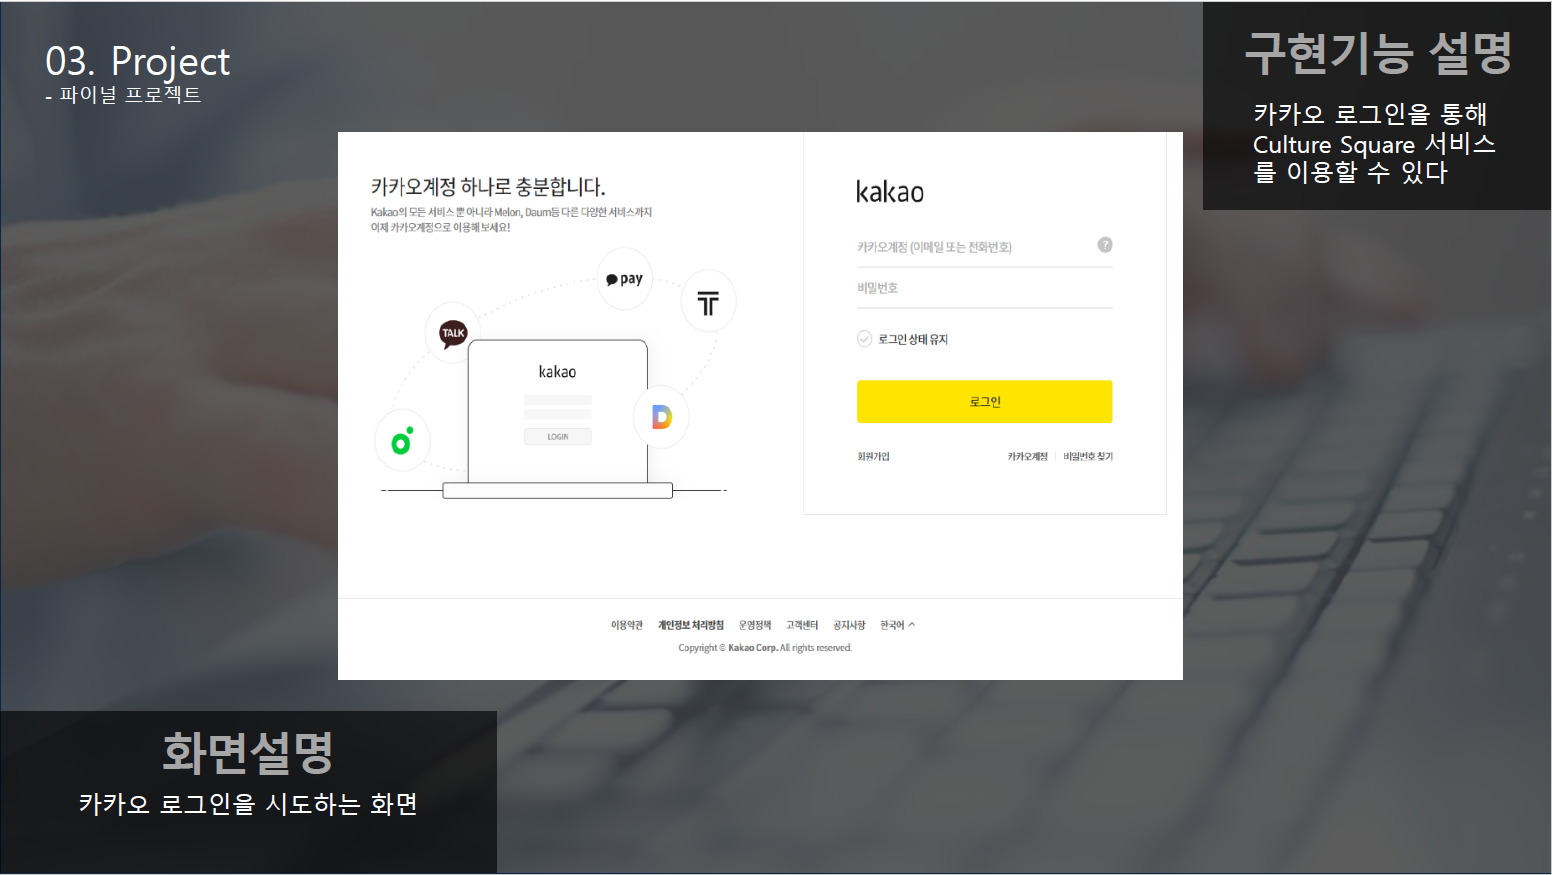 03. Project
- 파이널 프로젝트
구현기능 설명
카카오 로그인을 통해
Culture Square 서비스
를 이용할 수 있다
카카오계정 하나로 충분합니다.
Kakao의 모든 서비스 뿐 아니라 Melon, Daum등 다른 다양한 서비스까지
이제 카카오계정으로 이용해 보세요!
pay
T
TALK
kakao
D
LOGIN
kakao
카카오계정 (이메일 또는 전화번호)
?
비밀번호
로그인 상태 유지
로그인
회원가입
카카오계정 | 비밀번호 찾기
이용약관 개인정보 처리방침 운영정책 고객센터 공지사항 한국어
Copyright © Kakao Corp. All rights reserved.
화면설명
카카오 로그인을 시도하는 화면